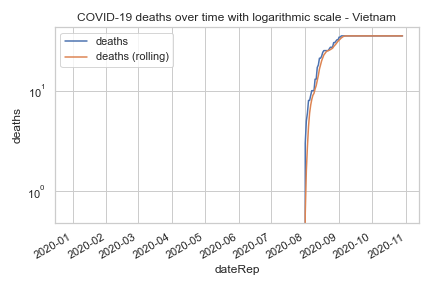 COVID-19 deaths over time with logarithmic scale - Vietnam
deaths
deaths (rolling)
deaths
10¹
10⁰
2020-01
2020-02
2020-03
2020-04
2020-05
2020-06
2020-07
2020-08
2020-09
2020-10
2020-11
dateRep